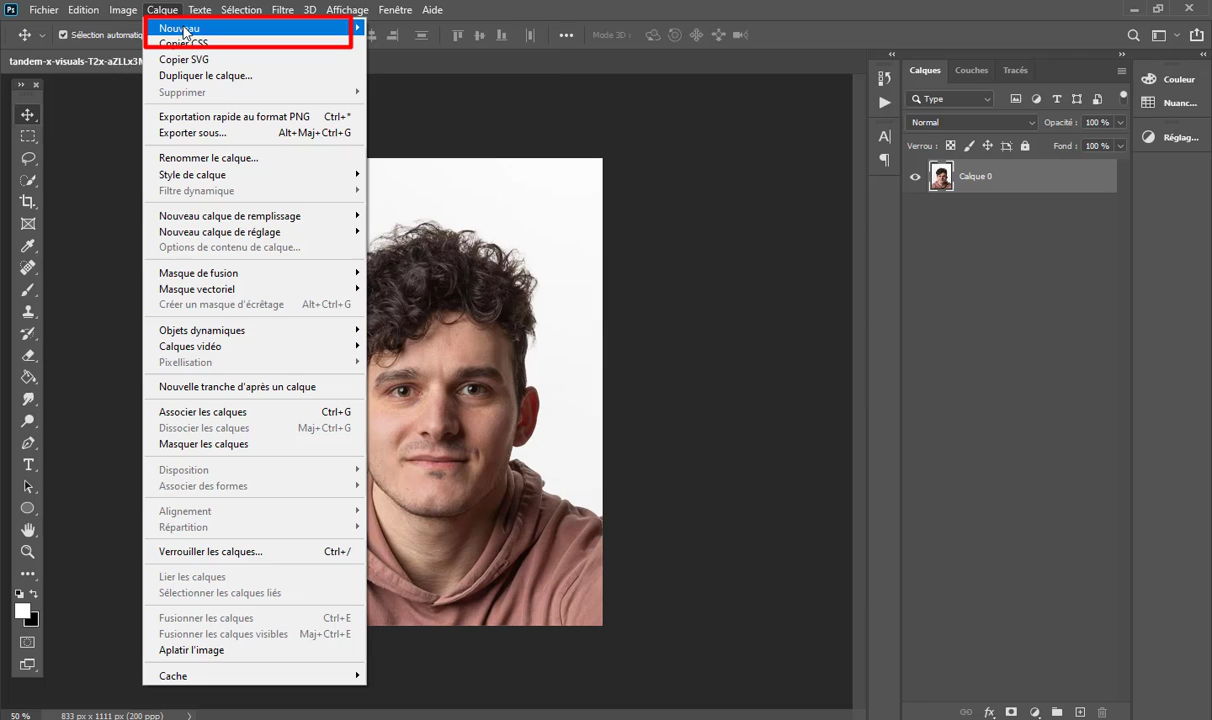 Ps Fichier Edition Image Calque Texte Sélection Filtre 3D Affichage Fenêtre Aide
Sélection automatiq
Mode 3D :
tandem-x-visuals-T2x-aZLLx3M
Nouveau
Copier CSS
Copier SVG
Dupliquer le calque...
Supprimer
Exportation rapide au format PNG Ctrl+*
Exporter sous... Alt+Maj+Ctrl+G
Renommer le calque...
Style de calque
Filtre dynamique
Nouveau calque de remplissage
Nouveau calque de réglage
Options de contenu de calque...
Masque de fusion
Masque vectoriel
Créer un masque d'écrêtage Alt+Ctrl+G
Objets dynamiques
Calques vidéo
Pixellisation
Nouvelle tranche d'après un calque
Associer les calques Ctrl+G
Dissocier les calques Maj+Ctrl+G
Masquer les calques
Disposition
Associer des formes
Alignement
Répartition
Verrouiller les calques... Ctrl+/
Lier les calques
Sélectionner les calques liés
Fusionner les calques Ctrl+E
Fusionner les calques visibles Maj+Ctrl+E
Aplatir l'image
Cache
Calques Couches Tracés
Type
Normal Opacité : 100 %
Verrou : Fond : 100 %
Calque 0
Couleur
Nuanc...
Réglag...
50 % 833 px x 1111 px (200 ppp)